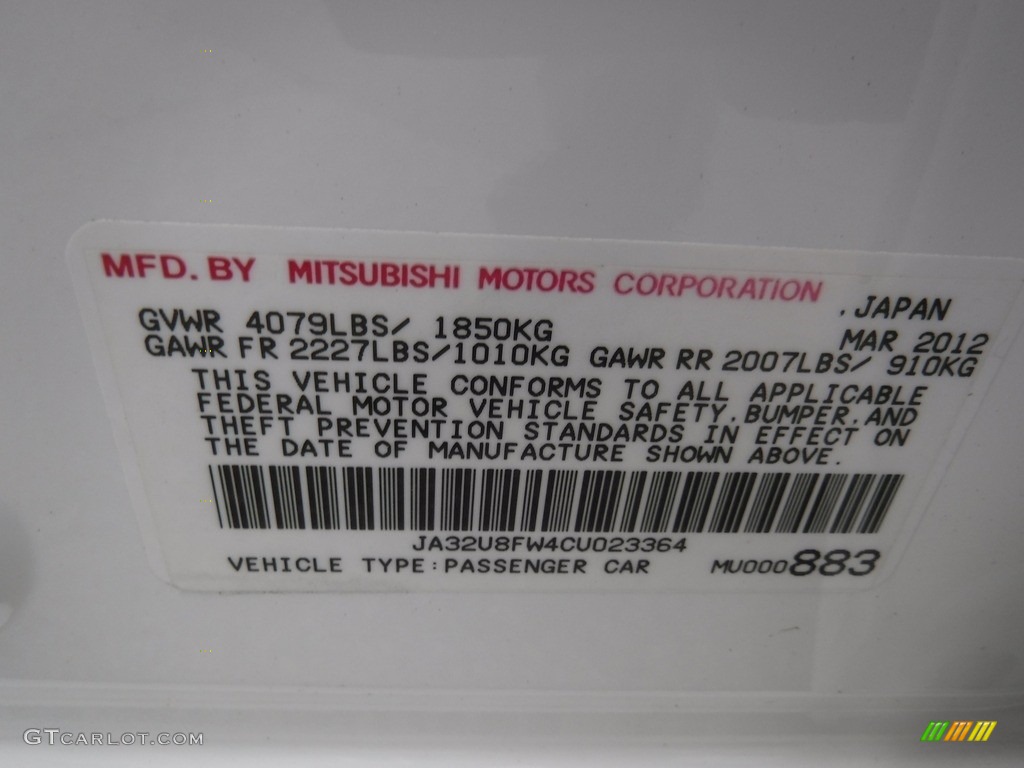 MFD. BY MITSUBISHI MOTORS CORPORATION
.JAPAN
GVWR 4079LBS/ 1850KG MAR 2012
GAWR FR 2227LBS/1010KG GAWR RR 2007LBS/ 910KG
THIS VEHICLE CONFORMS TO ALL APPLICABLE
FEDERAL MOTOR VEHICLE SAFETY, BUMPER, AND
THEFT PREVENTION STANDARDS IN EFFECT ON
THE DATE OF MANUFACTURE SHOWN ABOVE.
JA32U8FW4CU023364
VEHICLE TYPE:PASSENGER CAR MU000883
GTCARLOT.COM